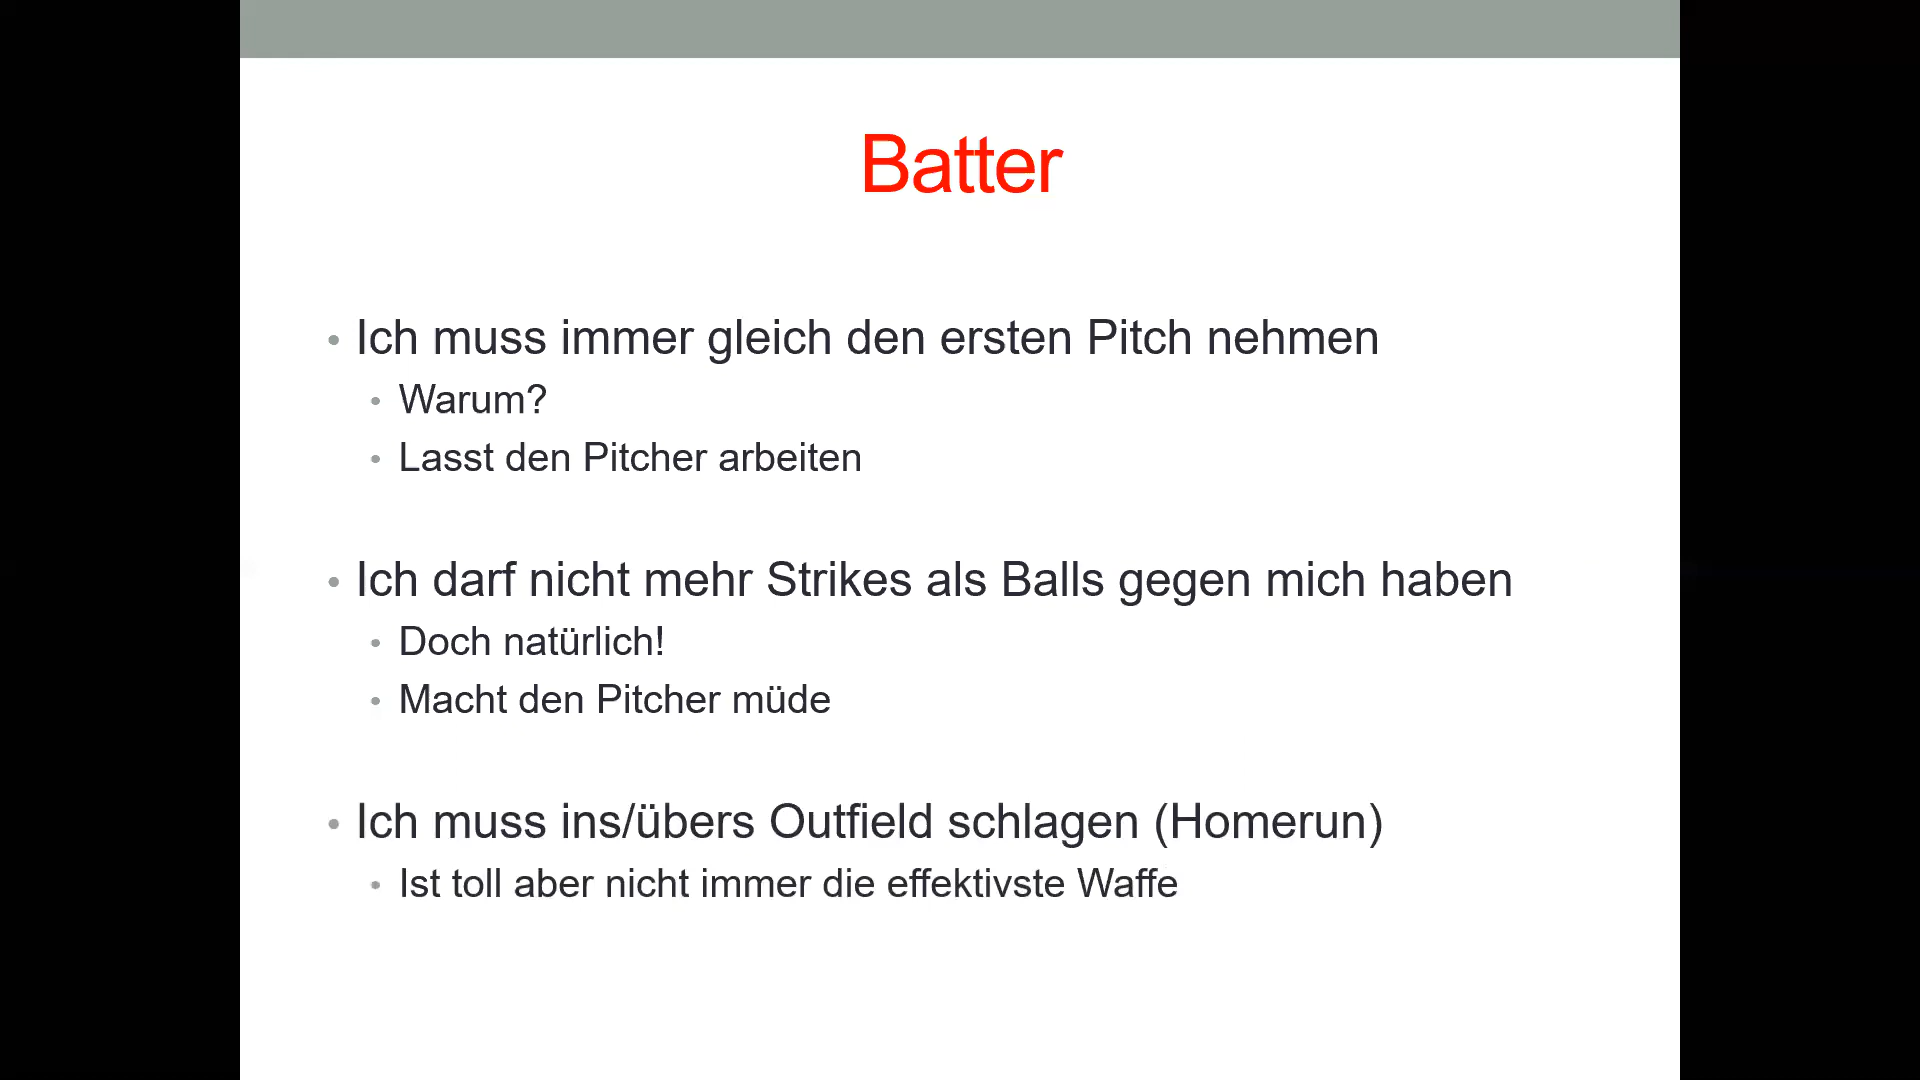 Batter
• Ich muss immer gleich den ersten Pitch nehmen
• Warum?
• Lasst den Pitcher arbeiten
• Ich darf nicht mehr Strikes als Balls gegen mich haben
• Doch natürlich!
• Macht den Pitcher müde
• Ich muss ins/übers Outfield schlagen (Homerun)
• Ist toll aber nicht immer die effektivste Waffe